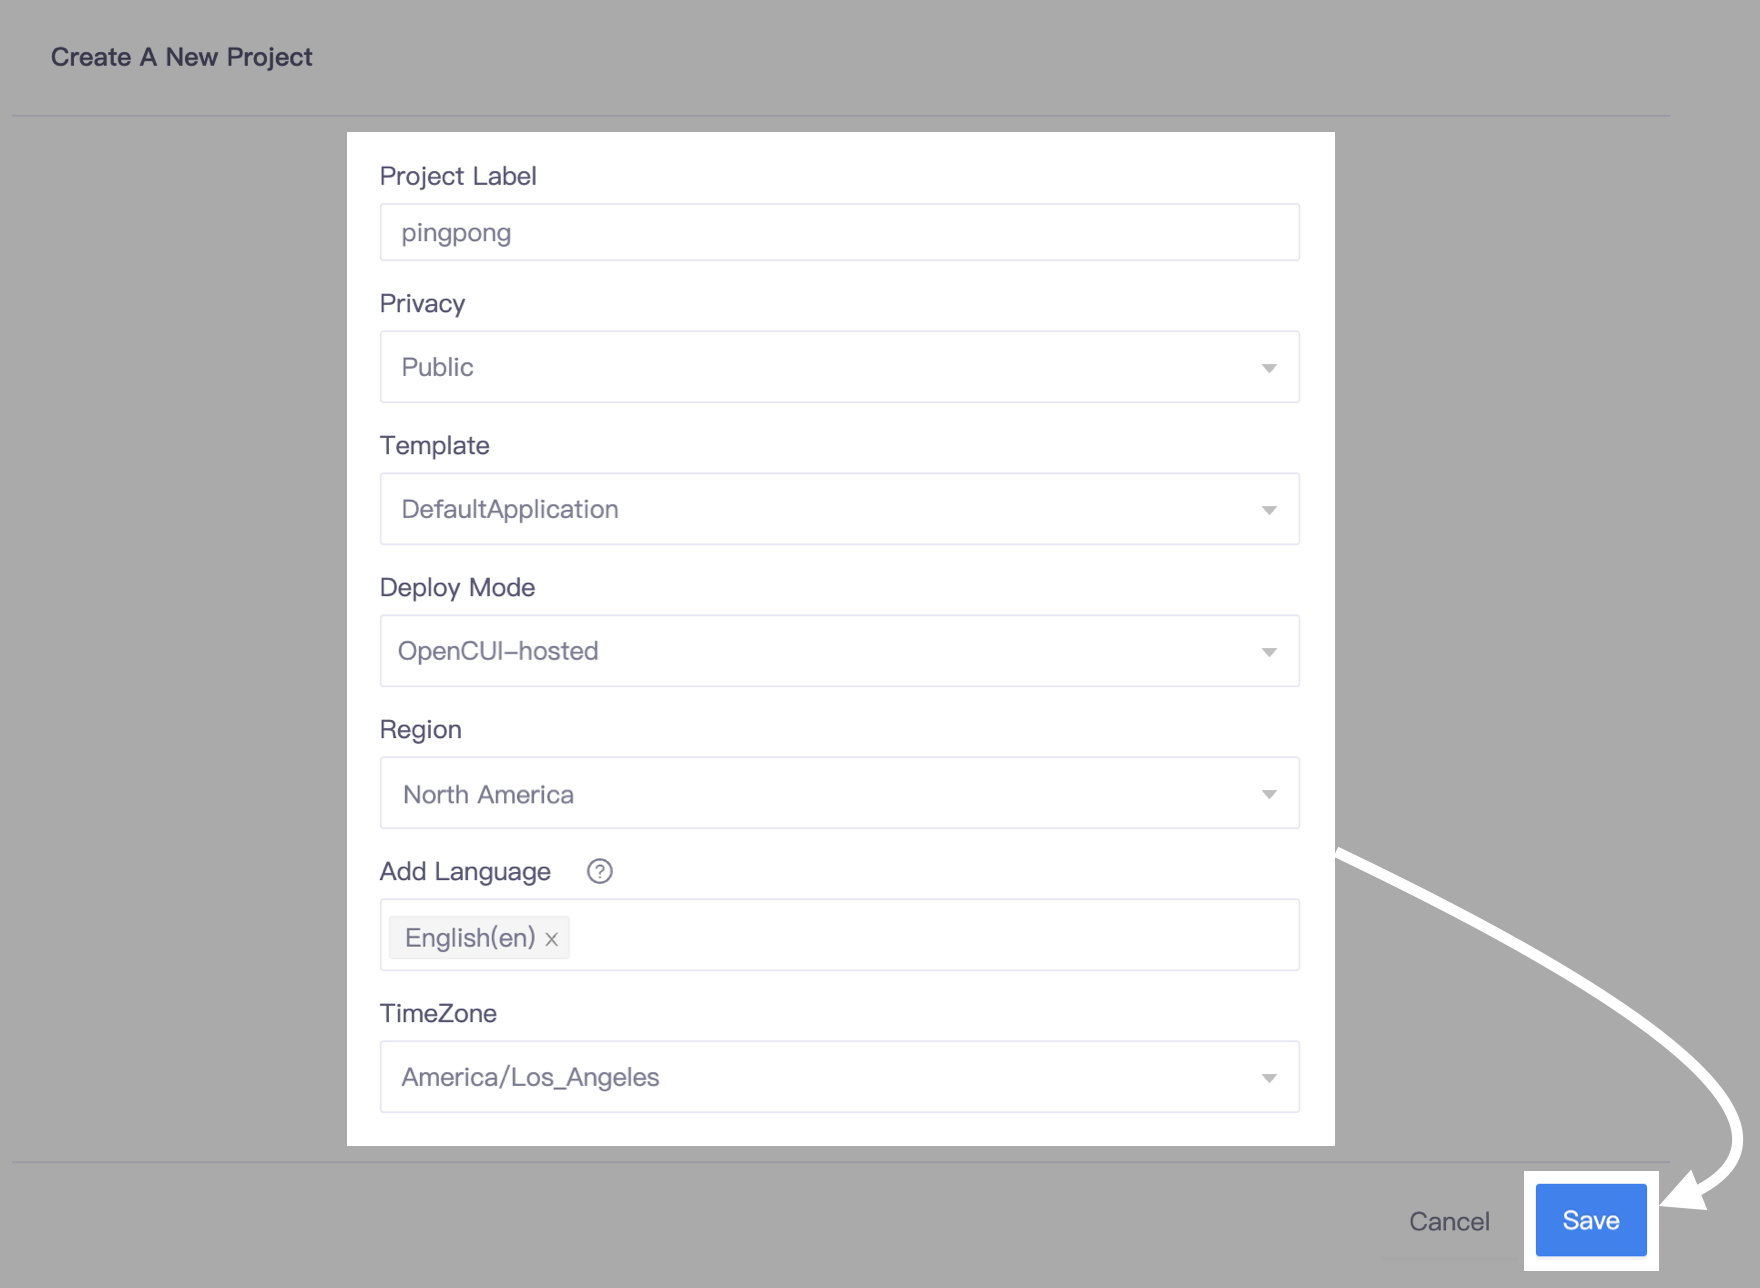 Create A New Project
Project Label
pingpong
Privacy
Public
Template
DefaultApplication
Deploy Mode
OpenCUI-hosted
Region
North America
Add Language ?
English(en) ×
TimeZone
America/Los_Angeles
Cancel Save